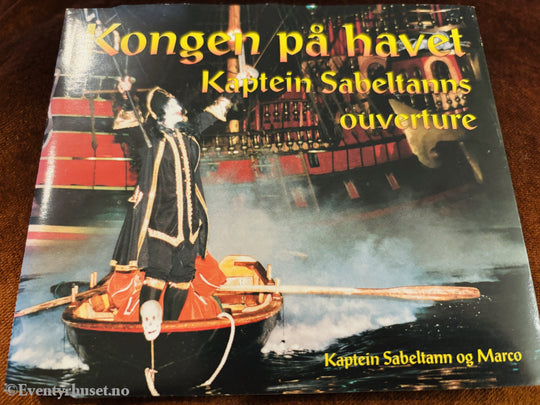 Kongen på havet
Kaptein Sabeltanns
ouverture
Kaptein Sabeltann og Marco
©Eventyrhuset.no